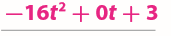 −16t² + 0t + 3